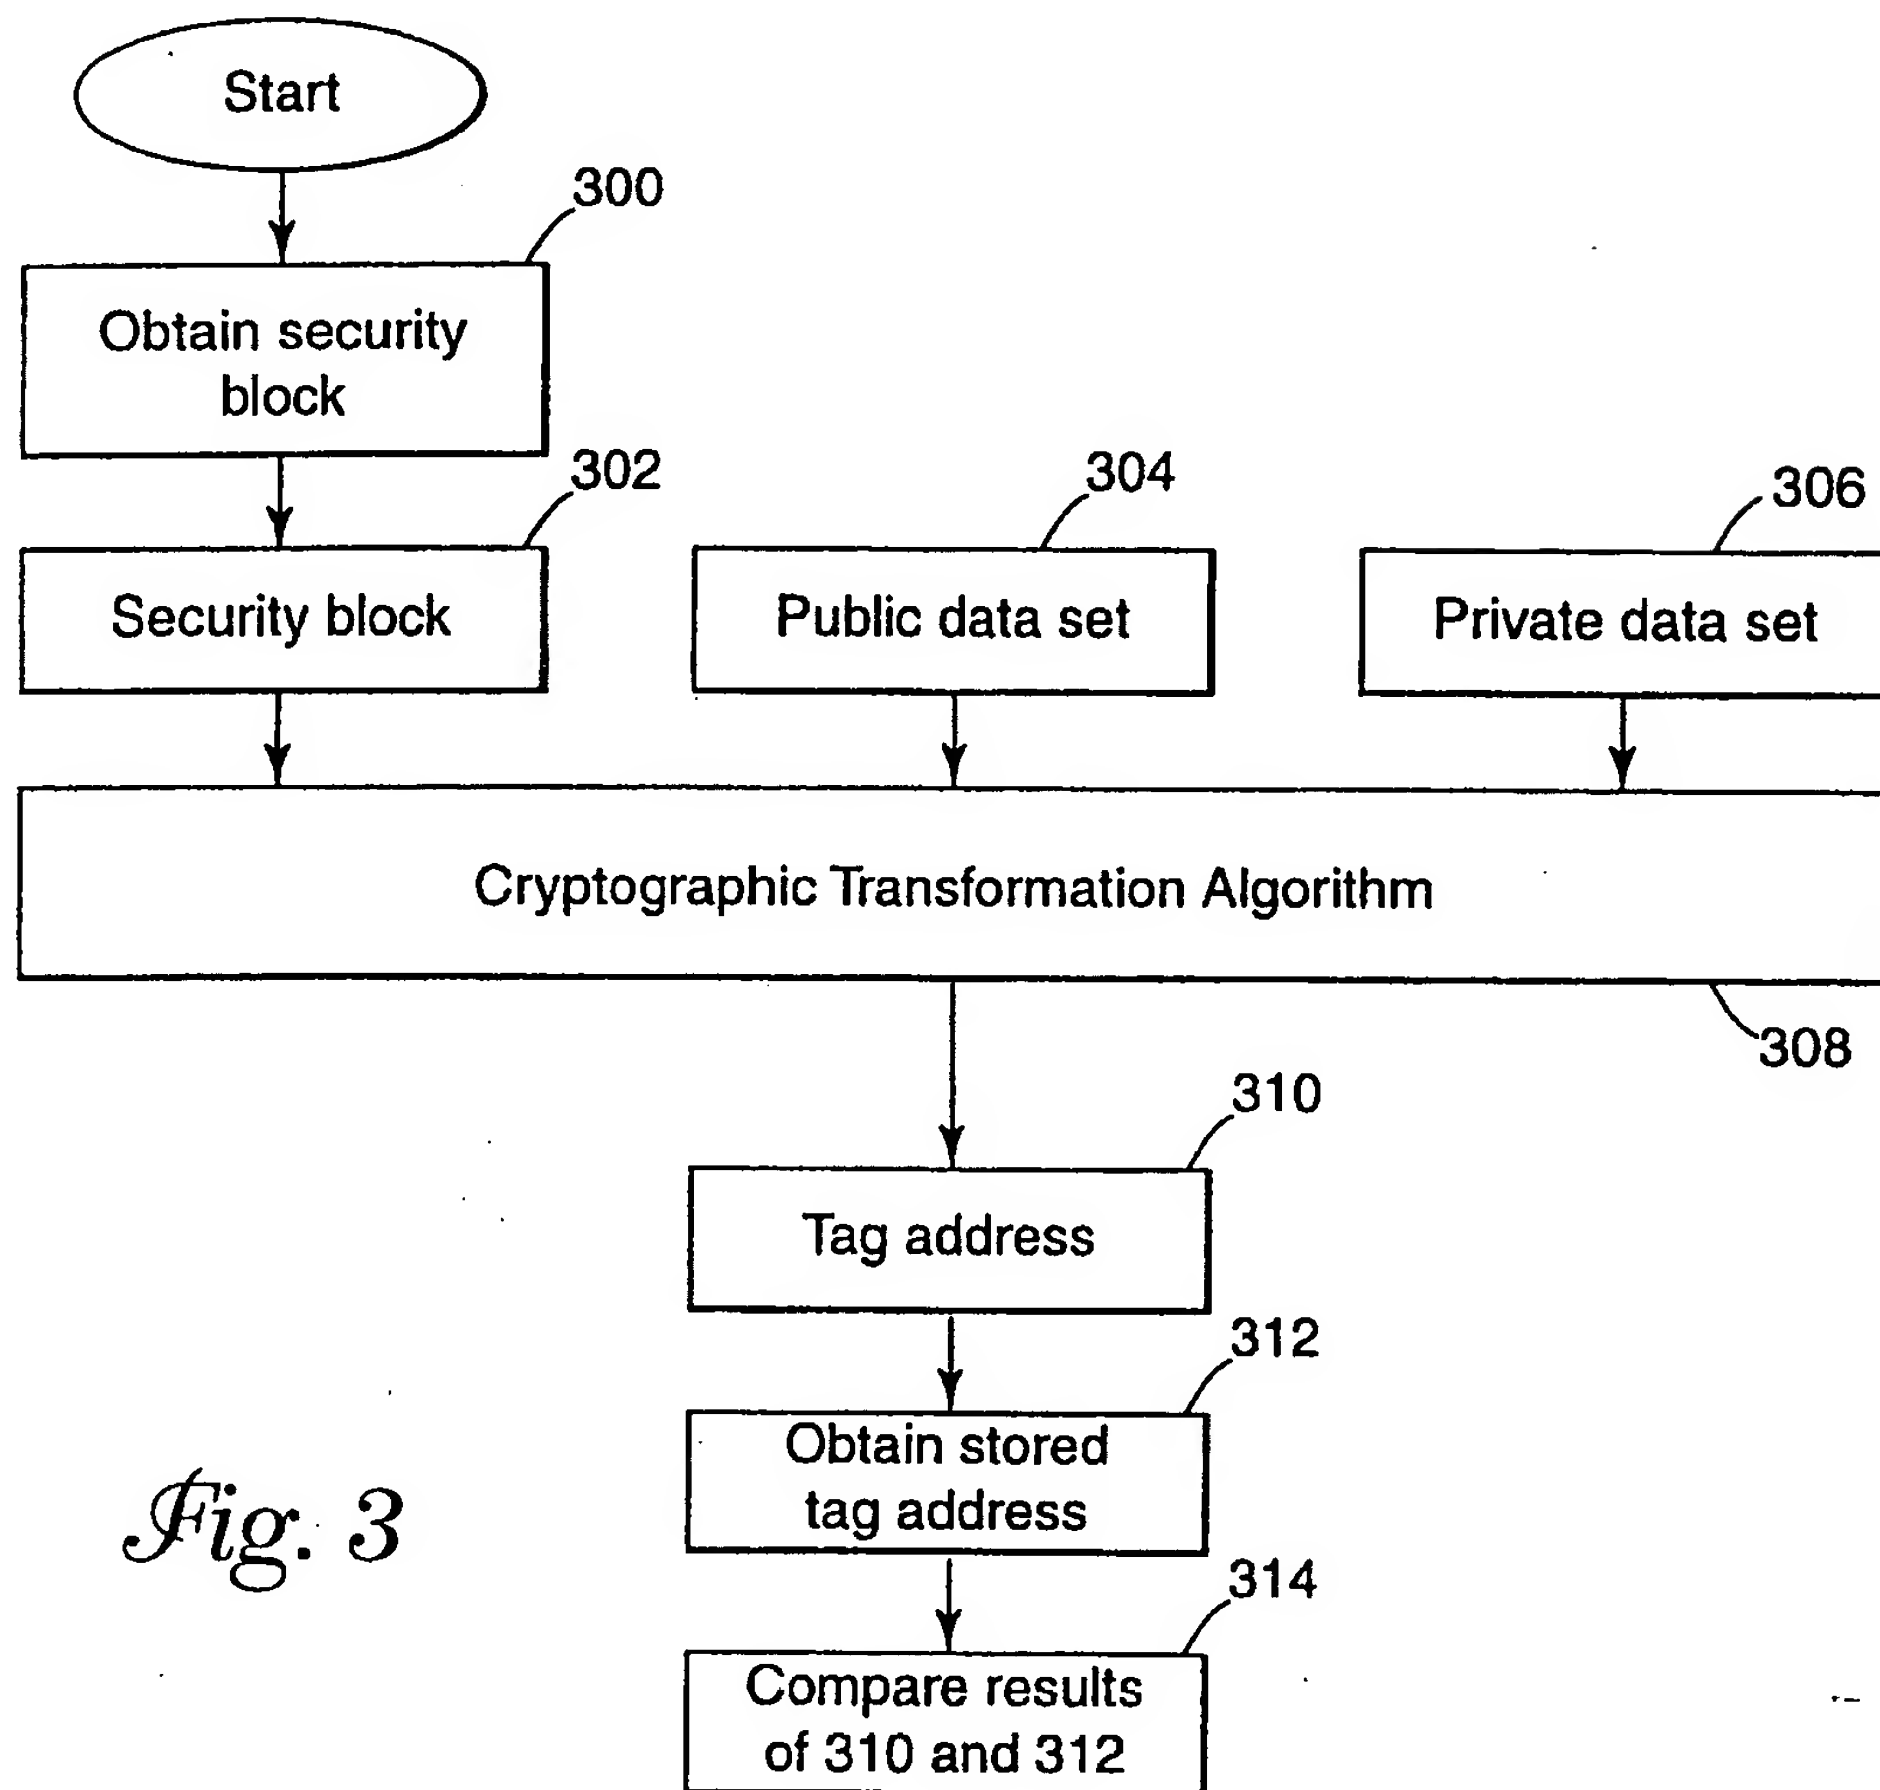 Start
300
Obtain security
block
302
304
306
Security block
Public data set
Private data set
Cryptographic Transformation Algorithm
308
310
Tag address
312
Obtain stored
tag address
Fig. 3
314
Compare results
of 310 and 312